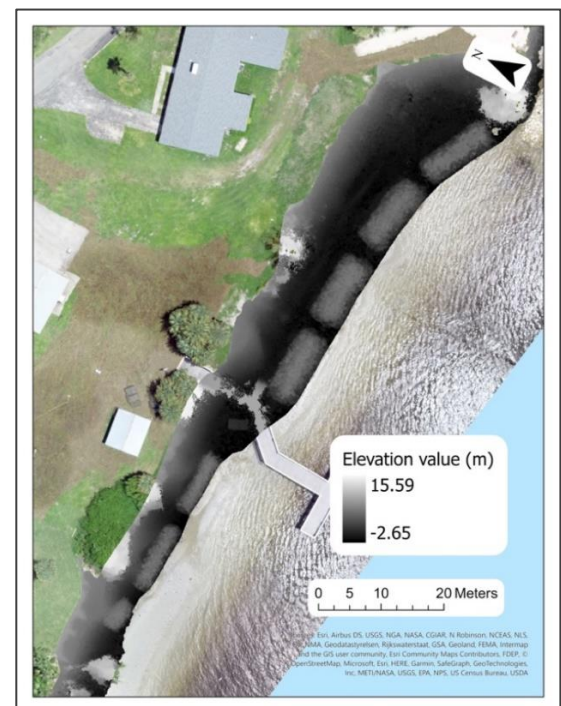 N
Elevation value (m)
15.59
-2.65
0 5 10 20 Meters
Esri, Airbus DS, USGS, NGA, NASA, CGIAR, N Robinson, NCEAS, NLS,
NMA, Geodatastyrelsen, Rijkswaterstaat, GSA, Geoland, FEMA, Intermap
and the GIS user community, Esri Community Maps Contributors, FDEP, ©
OpenStreetMap, Microsoft, Esri, HERE, Garmin, SafeGraph, GeoTechnologies,
Inc, METI/NASA, USGS, EPA, NPS, US Census Bureau, USDA